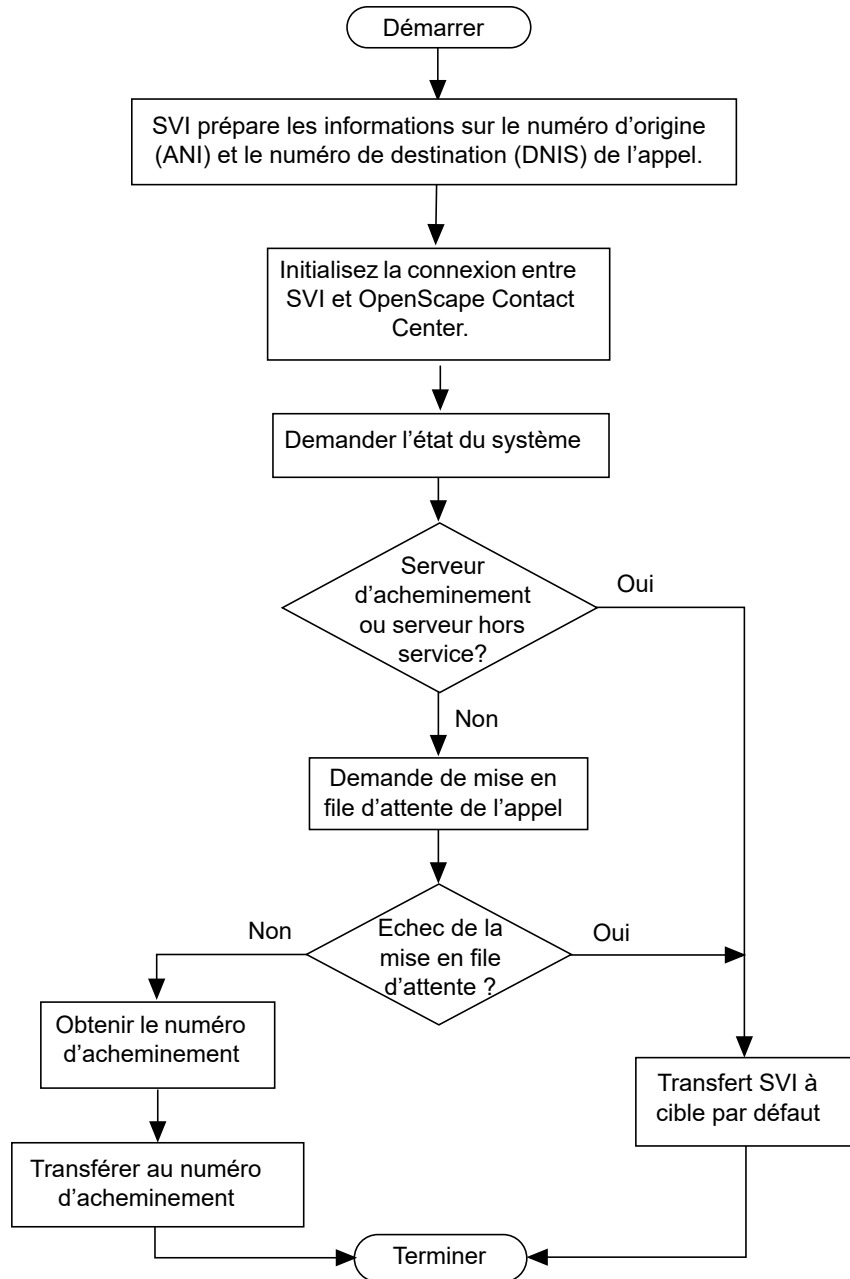 Démarrer
SVI prépare les informations sur le numéro d’origine
(ANI) et le numéro de destination (DNIS) de l’appel.
Initialisez la connexion entre
SVI et OpenScape Contact
Center.
Demander l’état du système
Serveur
d’acheminement
ou serveur hors
service?
Oui
Non
Demande de mise en
file d’attente de l’appel
Echec de la
mise en file
d’attente ?
Non
Oui
Obtenir le numéro
d’acheminement
Transfert SVI à
cible par défaut
Transférer au numéro
d’acheminement
Terminer